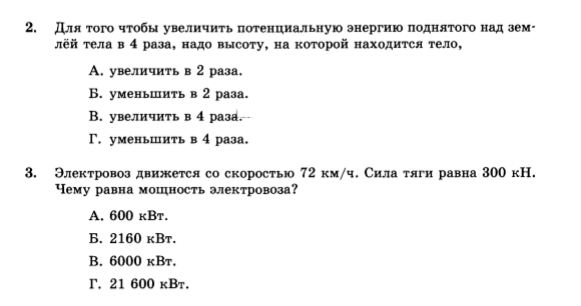 2. Для того чтобы увеличить потенциальную энергию поднятого над зем-
лёй тела в 4 раза, надо высоту, на которой находится тело,
А. увеличить в 2 раза.
Б. уменьшить в 2 раза.
В. увеличить в 4 раза.
Г. уменьшить в 4 раза.
3. Электровоз движется со скоростью 72 км/ч. Сила тяги равна 300 кН.
Чему равна мощность электровоза?
А. 600 кВт.
Б. 2160 кВт.
В. 6000 кВт.
Г. 21 600 кВт.